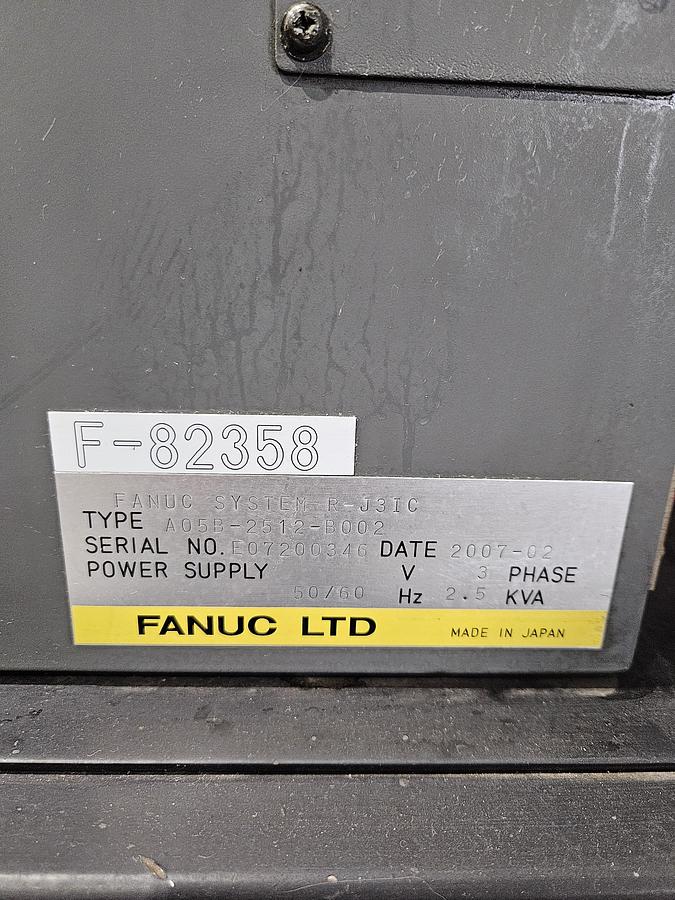 F-82358
FANUC SYSTEM R-J3IC
TYPE A05B-2512-B002
SERIAL NO. E07200346 DATE 2007-02
POWER SUPPLY V 3 PHASE
50/60 Hz 2.5 KVA
FANUC LTD MADE IN JAPAN